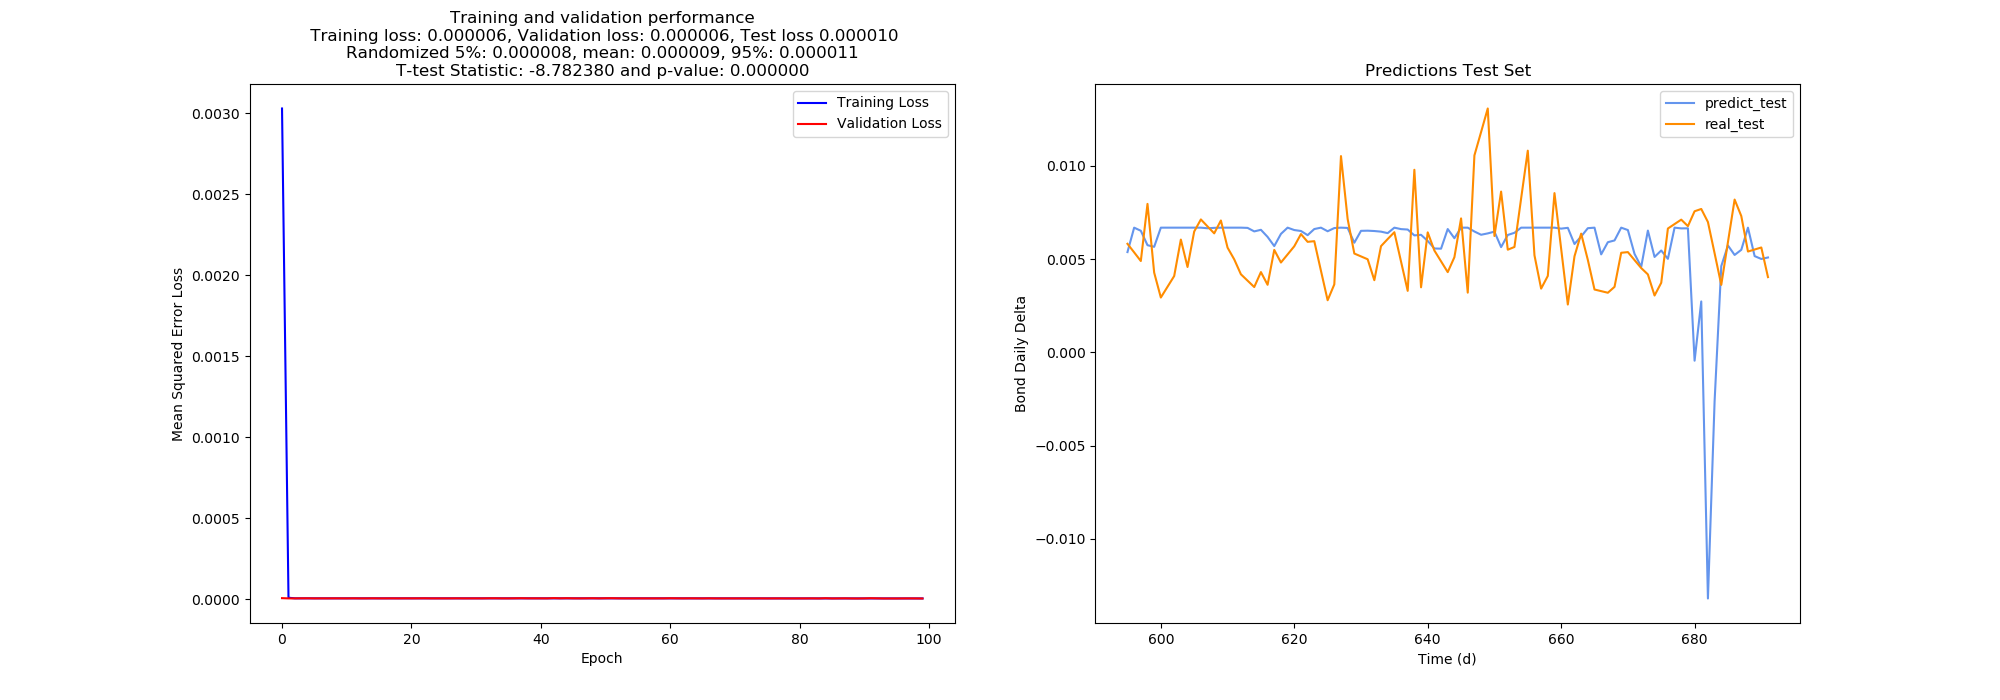 Training and validation performance
Training loss: 0.000006, Validation loss: 0.000006, Test loss 0.000010
Randomized 5%: 0.000008, mean: 0.000009, 95%: 0.000011
T-test Statistic: -8.782380 and p-value: 0.000000
Training Loss
Validation Loss
0.0030
0.0025
0.0020
0.0015
0.0010
0.0005
0.0000
Mean Squared Error Loss
0
20
40
60
80
100
Epoch
Predictions Test Set
predict_test
real_test
0.010
0.005
0.000
−0.005
−0.010
Bond Daily Delta
600
620
640
660
680
Time (d)